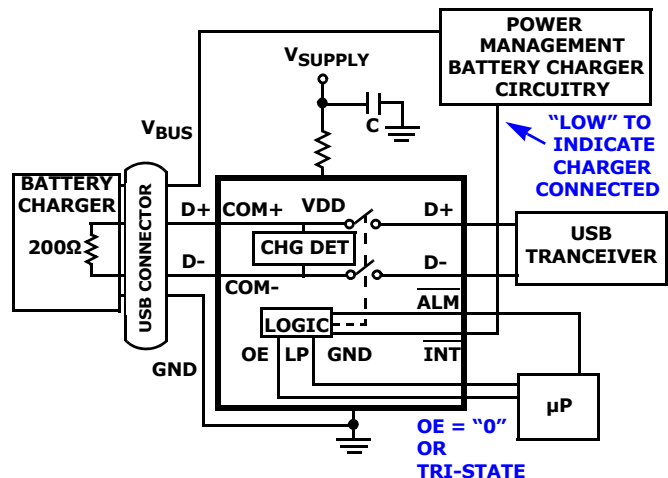 POWER
MANAGEMENT
BATTERY CHARGER
CIRCUITRY
VSUPPLY
C
VBUS
“LOW” TO
INDICATE
CHARGER
CONNECTED
BATTERY
CHARGER
200Ω
USB CONNECTOR
D+
COM+
VDD
D+
CHG DET
USB
TRANCEIVER
D-
COM-
D-
ALM
LOGIC
OE
LP
GND
INT
GND
µP
OE = “0”
OR
TRI-STATE